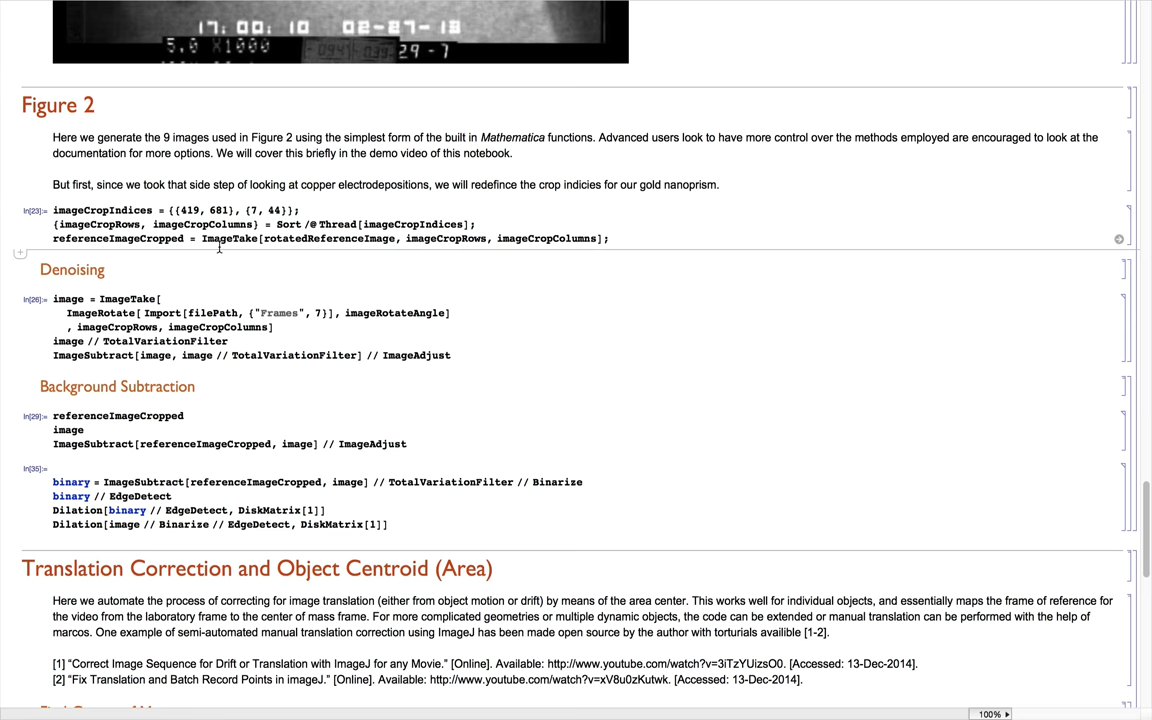 17: 00: 10 02-27-13
5.0 X1000
29 - 7
Figure 2
Here we generate the 9 images used in Figure 2 using the simplest form of the built in Mathematica functions. Advanced users look to have more control over the methods employed are encouraged to look at the
documentation for more options. We will cover this briefly in the demo video of this notebook.
But first, since we took that side step of looking at copper electrodepositions, we will redefince the crop indicies for our gold nanoprism.
In[23]:= imageCropIndices = {{419, 681}, {7, 44}};
{imageCropRows, imageCropColumns} = Sort /@ Thread[imageCropIndices];
referenceImageCropped = ImageTake[rotatedReferenceImage, imageCropRows, imageCropColumns];
Denoising
In[26]:= image = ImageTake[
ImageRotate[ Import[filePath, {"Frames", 7}], imageRotateAngle]
, imageCropRows, imageCropColumns]
image // TotalVariationFilter
ImageSubtract[image, image // TotalVariationFilter] // ImageAdjust
Background Subtraction
In[29]:= referenceImageCropped
image
ImageSubtract[referenceImageCropped, image] // ImageAdjust
In[35]:=
binary = ImageSubtract[referenceImageCropped, image] // TotalVariationFilter // Binarize
binary // EdgeDetect
Dilation[binary // EdgeDetect, DiskMatrix[1]]
Dilation[image // Binarize // EdgeDetect, DiskMatrix[1]]
Translation Correction and Object Centroid (Area)
Here we automate the process of correcting for image translation (either from object motion or drift) by means of the area center. This works well for individual objects, and essentially maps the frame of reference for
the video from the laboratory frame to the center of mass frame. For more complicated geometries or multiple dynamic objects, the code can be extended or manual translation can be performed with the help of
marcos. One example of semi-automated manual translation correction using ImageJ has been made open source by the author with torturials availible [1-2].
[1] "Correct Image Sequence for Drift or Translation with ImageJ for any Movie." [Online]. Available: http://www.youtube.com/watch?v=3iTzYUizsO0. [Accessed: 13-Dec-2014].
[2] "Fix Translation and Batch Record Points in imageJ." [Online]. Available: http://www.youtube.com/watch?v=xV8u0zKutwk. [Accessed: 13-Dec-2014].
100%